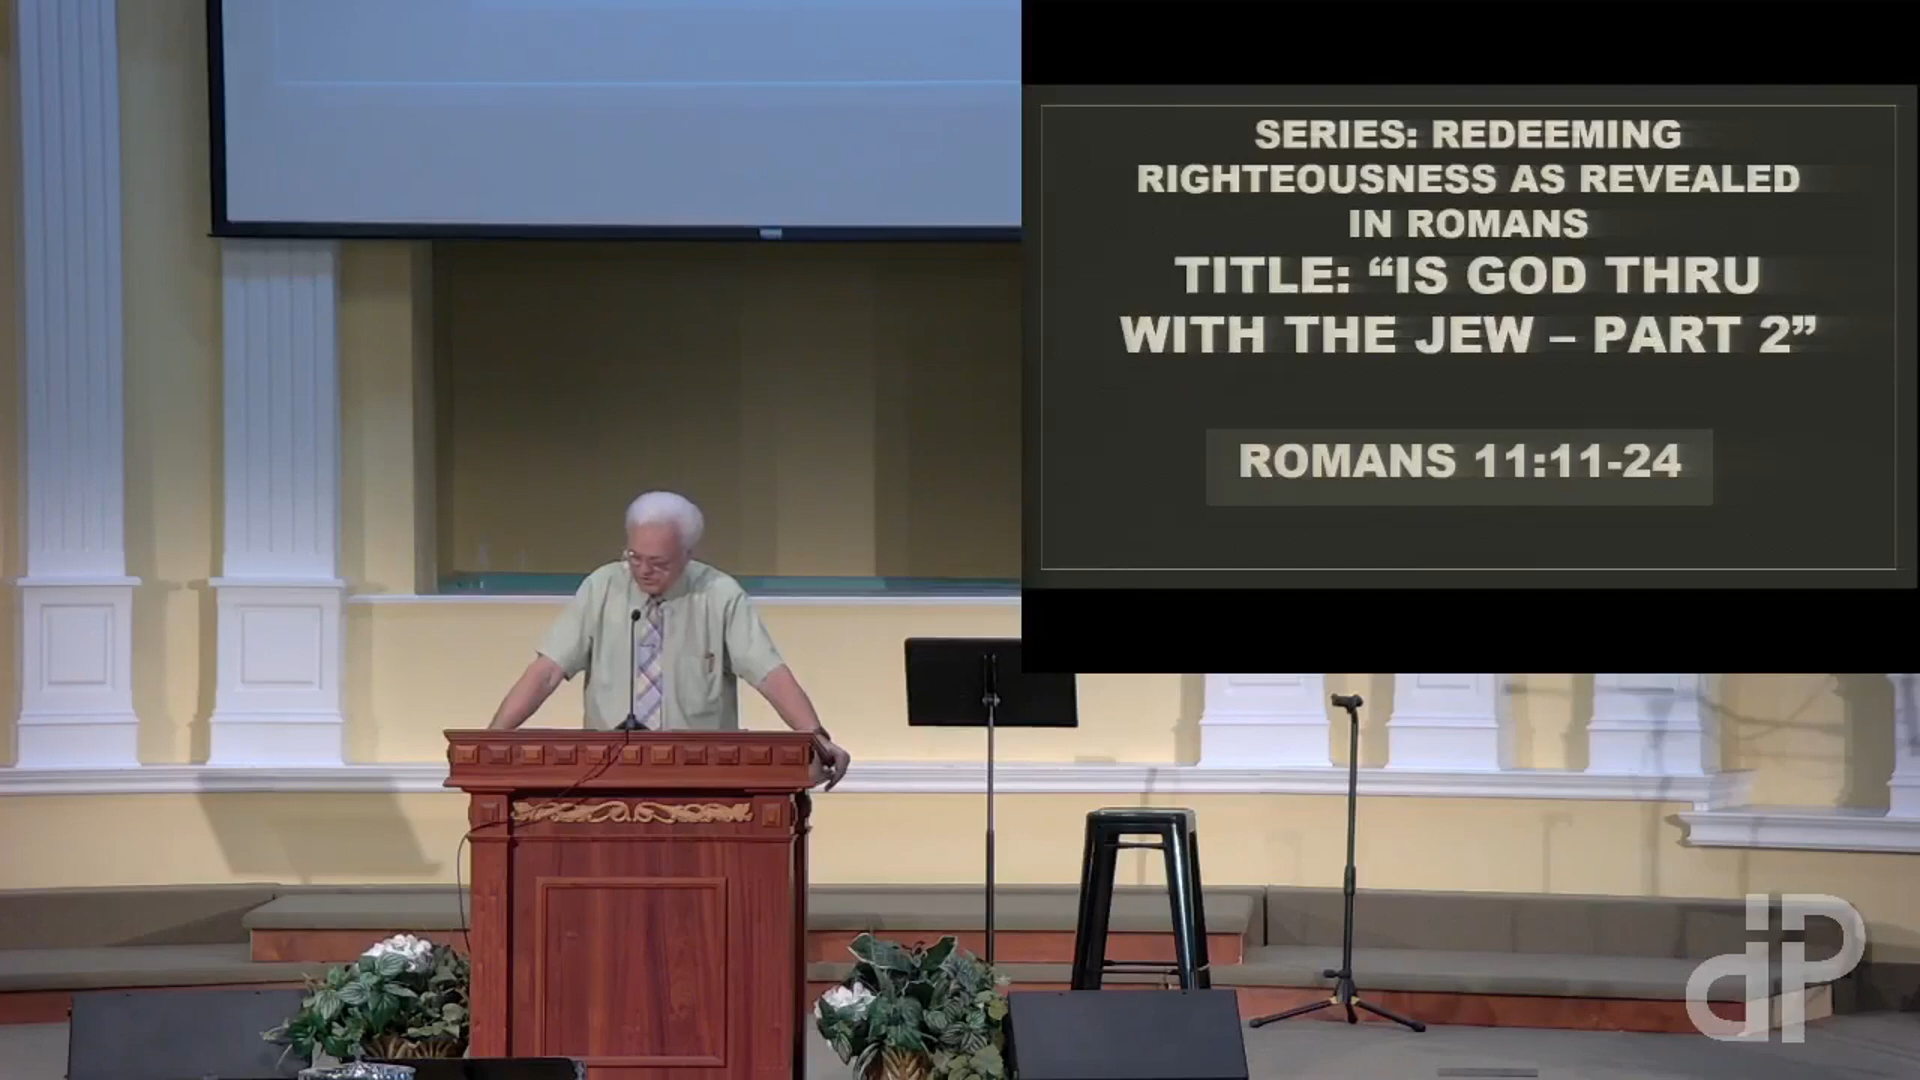 SERIES: REDEEMING
RIGHTEOUSNESS AS REVEALED
IN ROMANS
TITLE: “IS GOD THRU
WITH THE JEW – PART 2”
ROMANS 11:11-24
dP